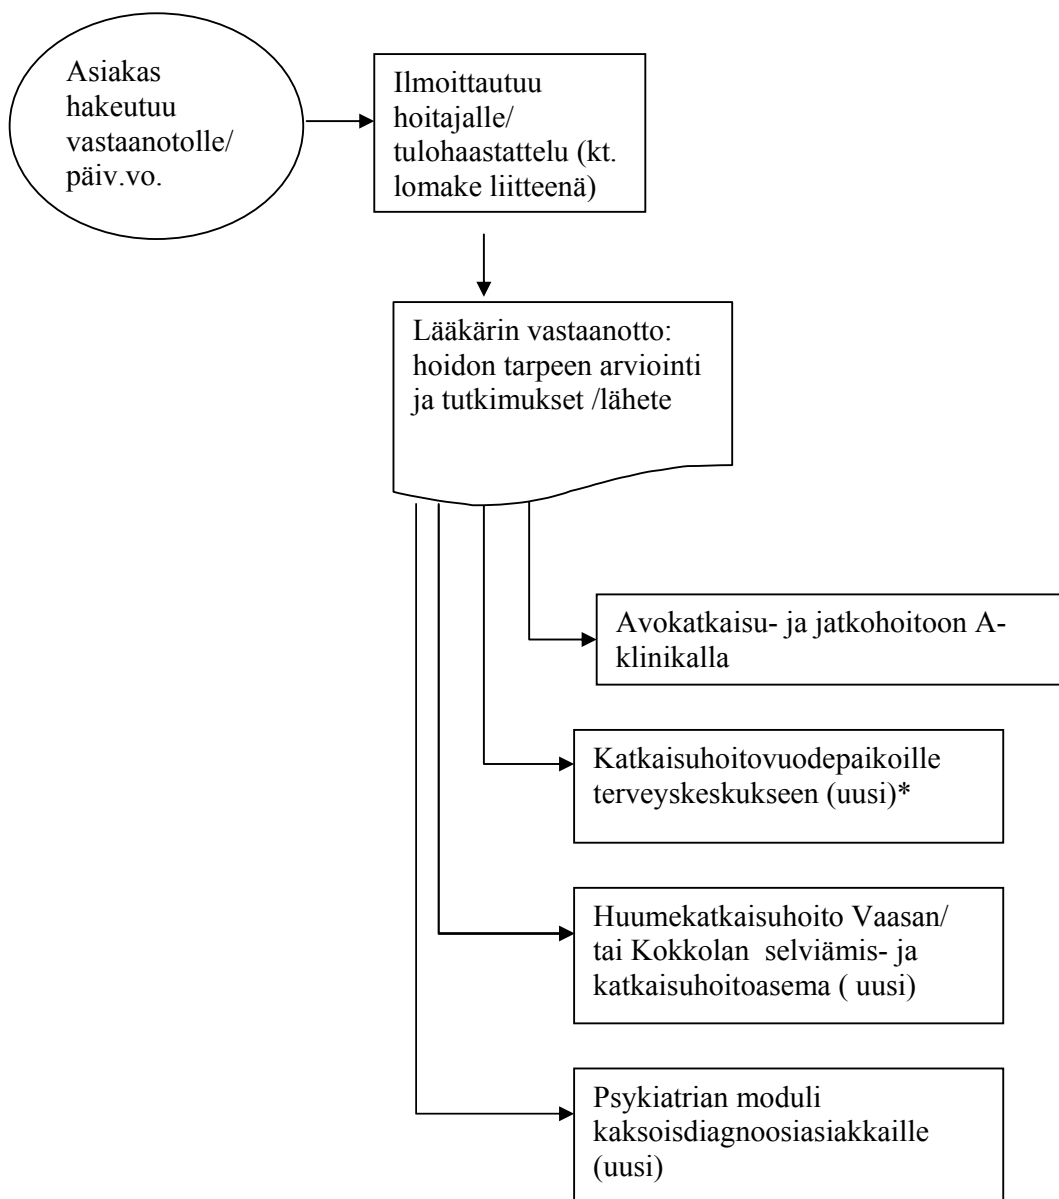 Asiakas
hakeutuu
vastaanotolle/
päiv.vo.
Ilmoittautuu
hoitajalle/
tulohaastattelu (kt.
lomake liitteenä)
Lääkärin vastaanotto:
hoidon tarpeen arviointi
ja tutkimukset /lähete
Avokatkaisu- ja jatkohoitoon A-
klinikalla
Katkaisuhoitovuodepaikoille
terveyskeskukseen (uusi)*
Huumekatkaisuhoito Vaasan/
tai Kokkolan  selviämis- ja
katkaisuhoitoasema ( uusi)
Psykiatrian moduli
kaksoisdiagnoosiasiakkaille
(uusi)